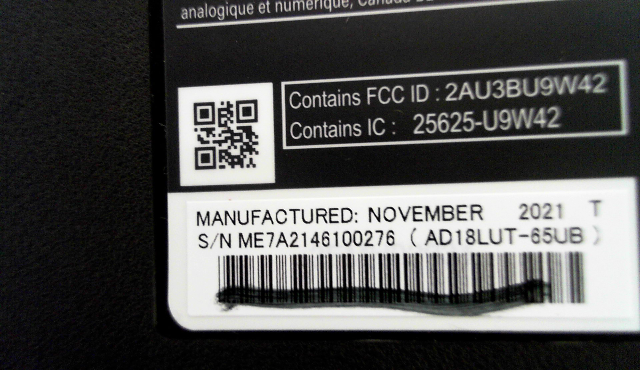 analogique et numérique, Canada
Contains FCC ID : 2AU3BU9W42
Contains IC : 25625-U9W42
MANUFACTURED: NOVEMBER 2021 T
S/N ME7A2146100276 ( AD18LUT-65UB )